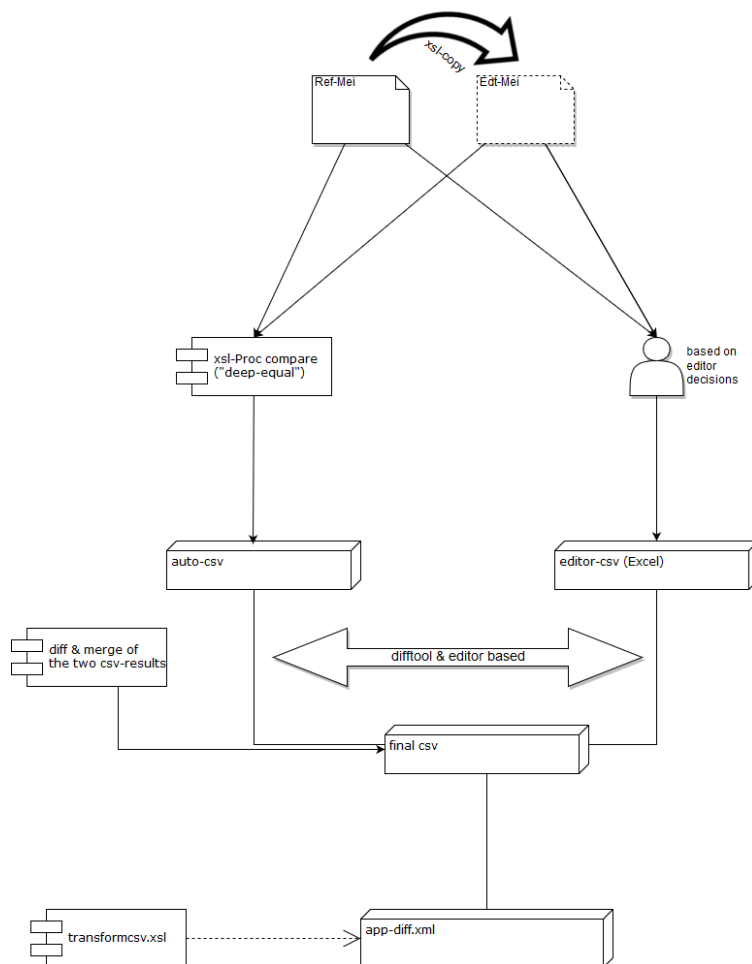 xsl-copy
Ref-Mei
Edt-Mei
xsl-Proc compare
("deep-equal")
based on
editor
decisions
auto-csv
editor-csv (Excel)
diff & merge of
the two csv-results
difftool & editor based
final csv
transformcsv.xsl
app-diff.xml